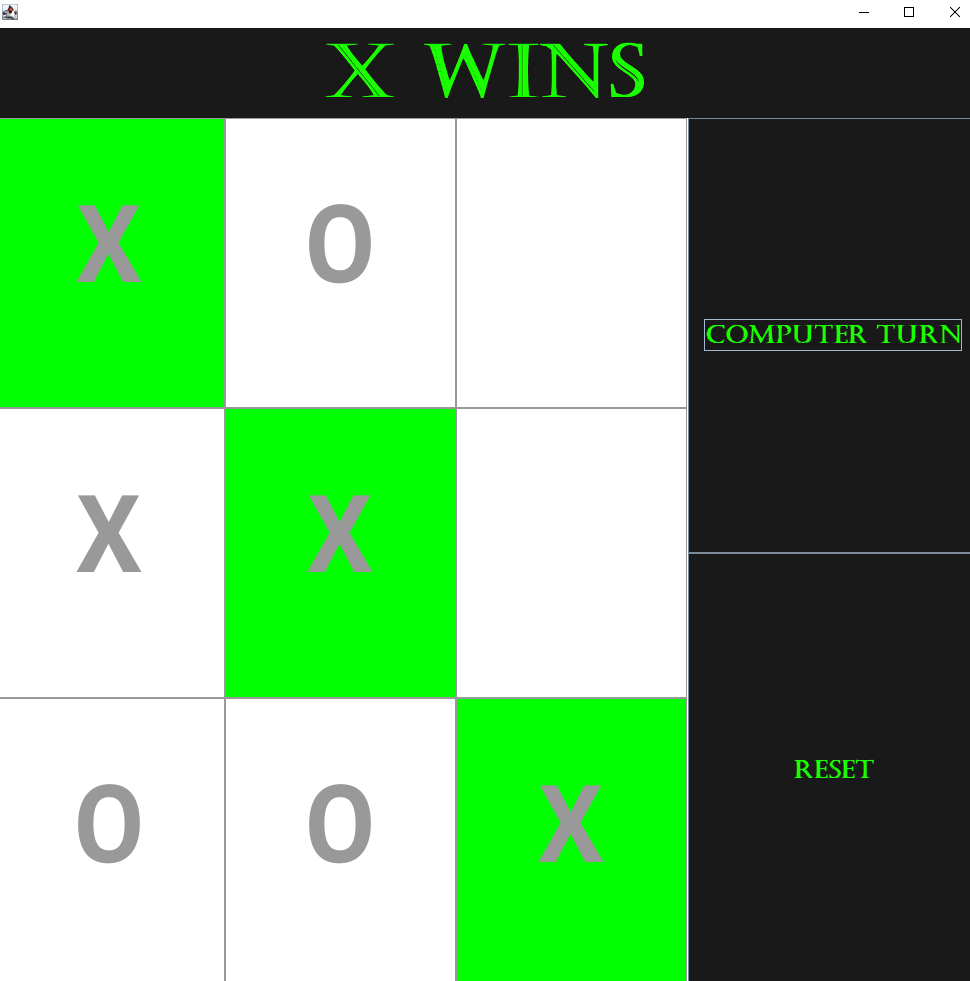 X WINS
X O
COMPUTER TURN
X X
RESET
O O X